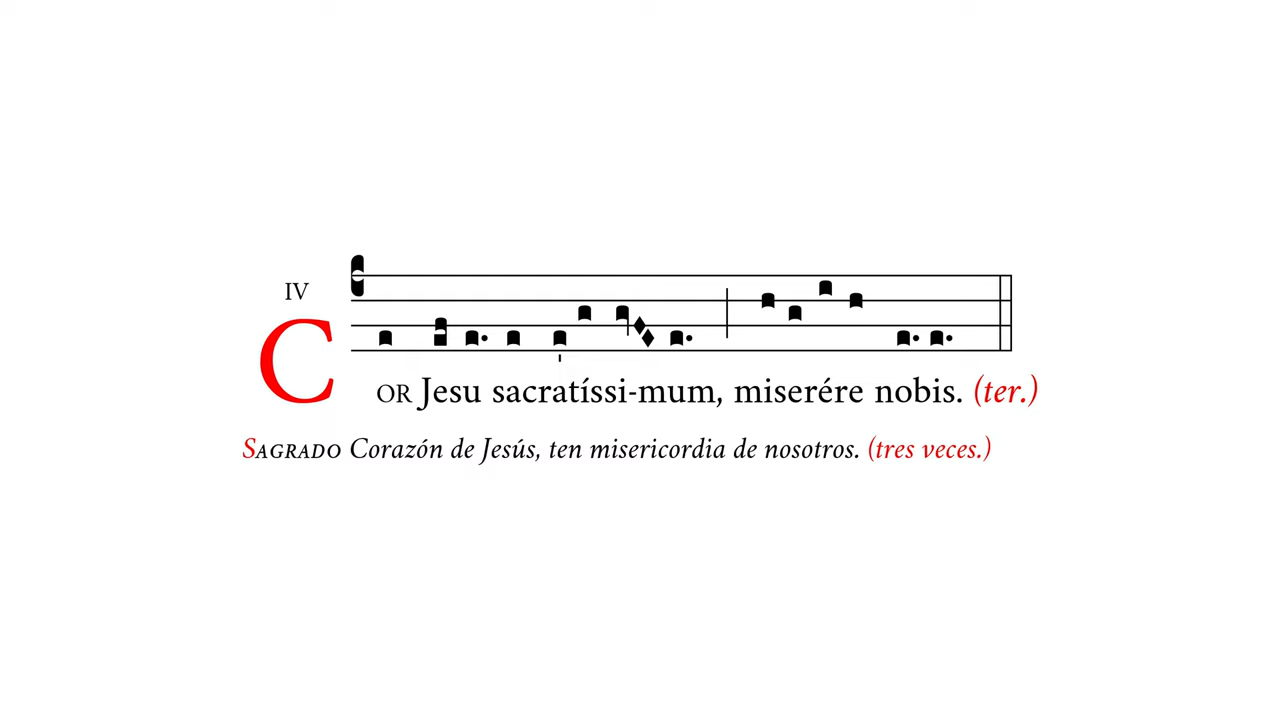 IV
COR Jesu sacratíssi-mum, miserére nobis. (ter.)
SAGRADO Corazón de Jesús, ten misericordia de nosotros. (tres veces.)